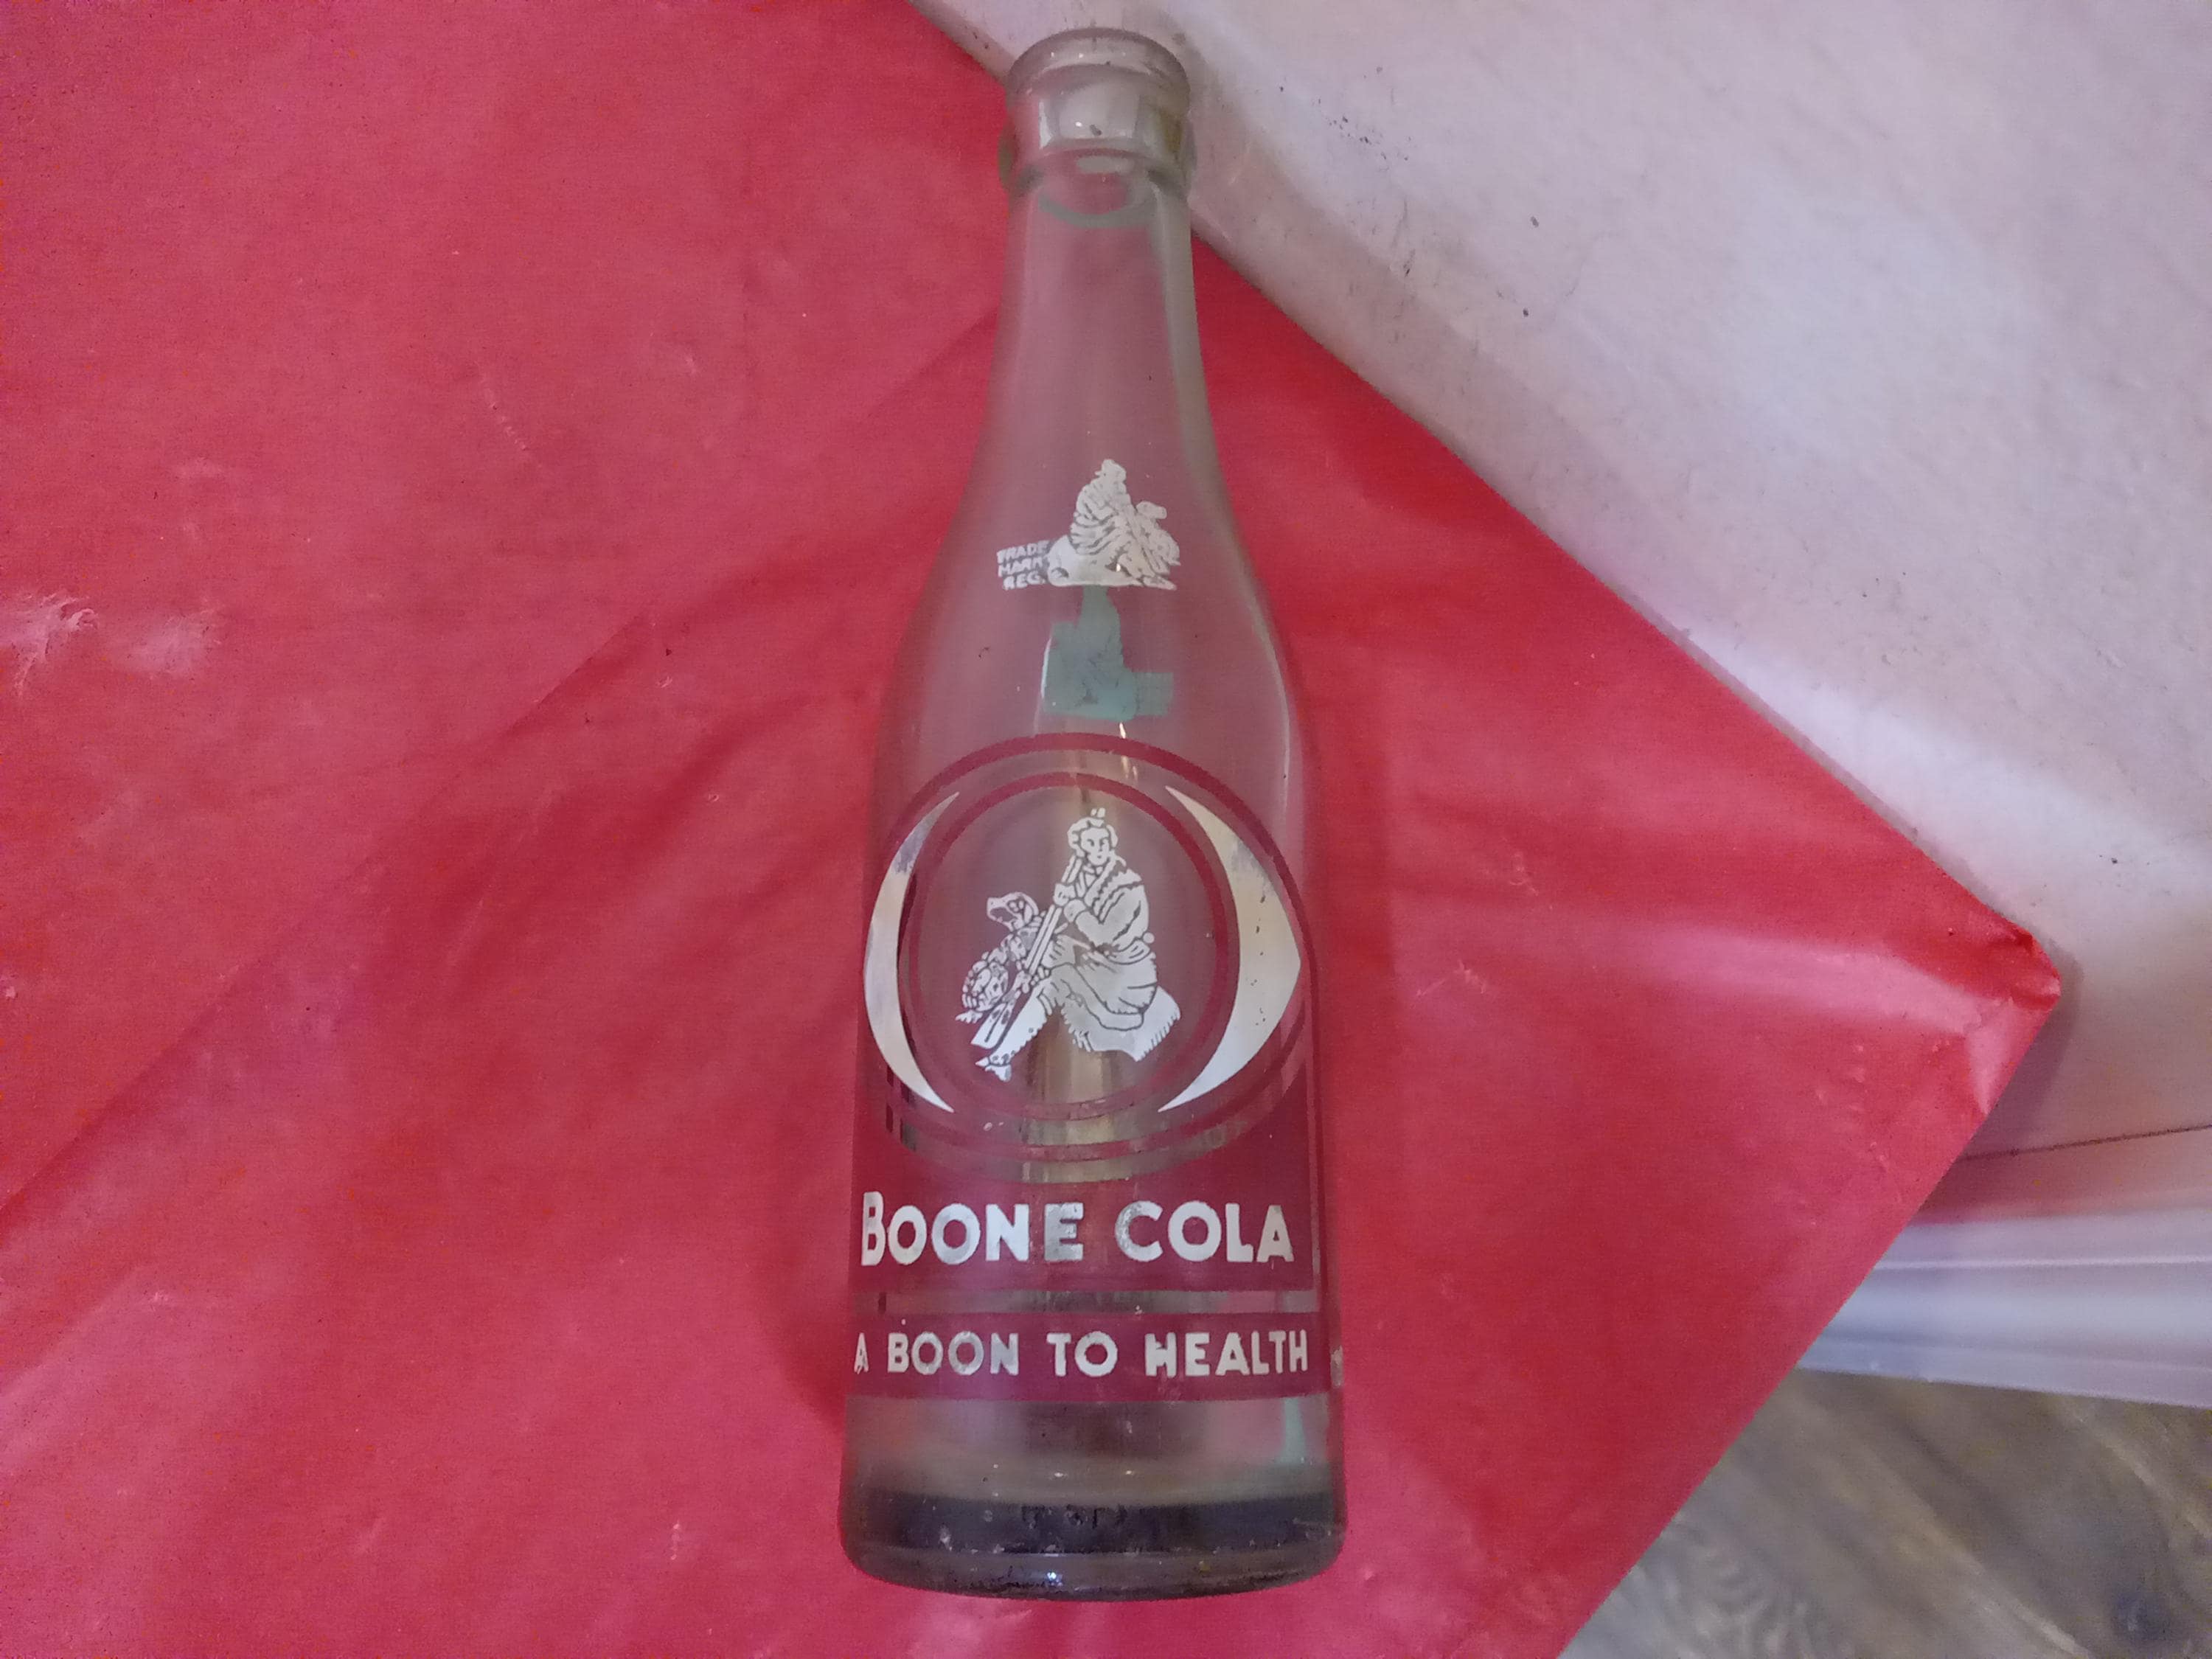 TRADE
MARK
REG.
BOONE COLA
A BOON TO HEALTH